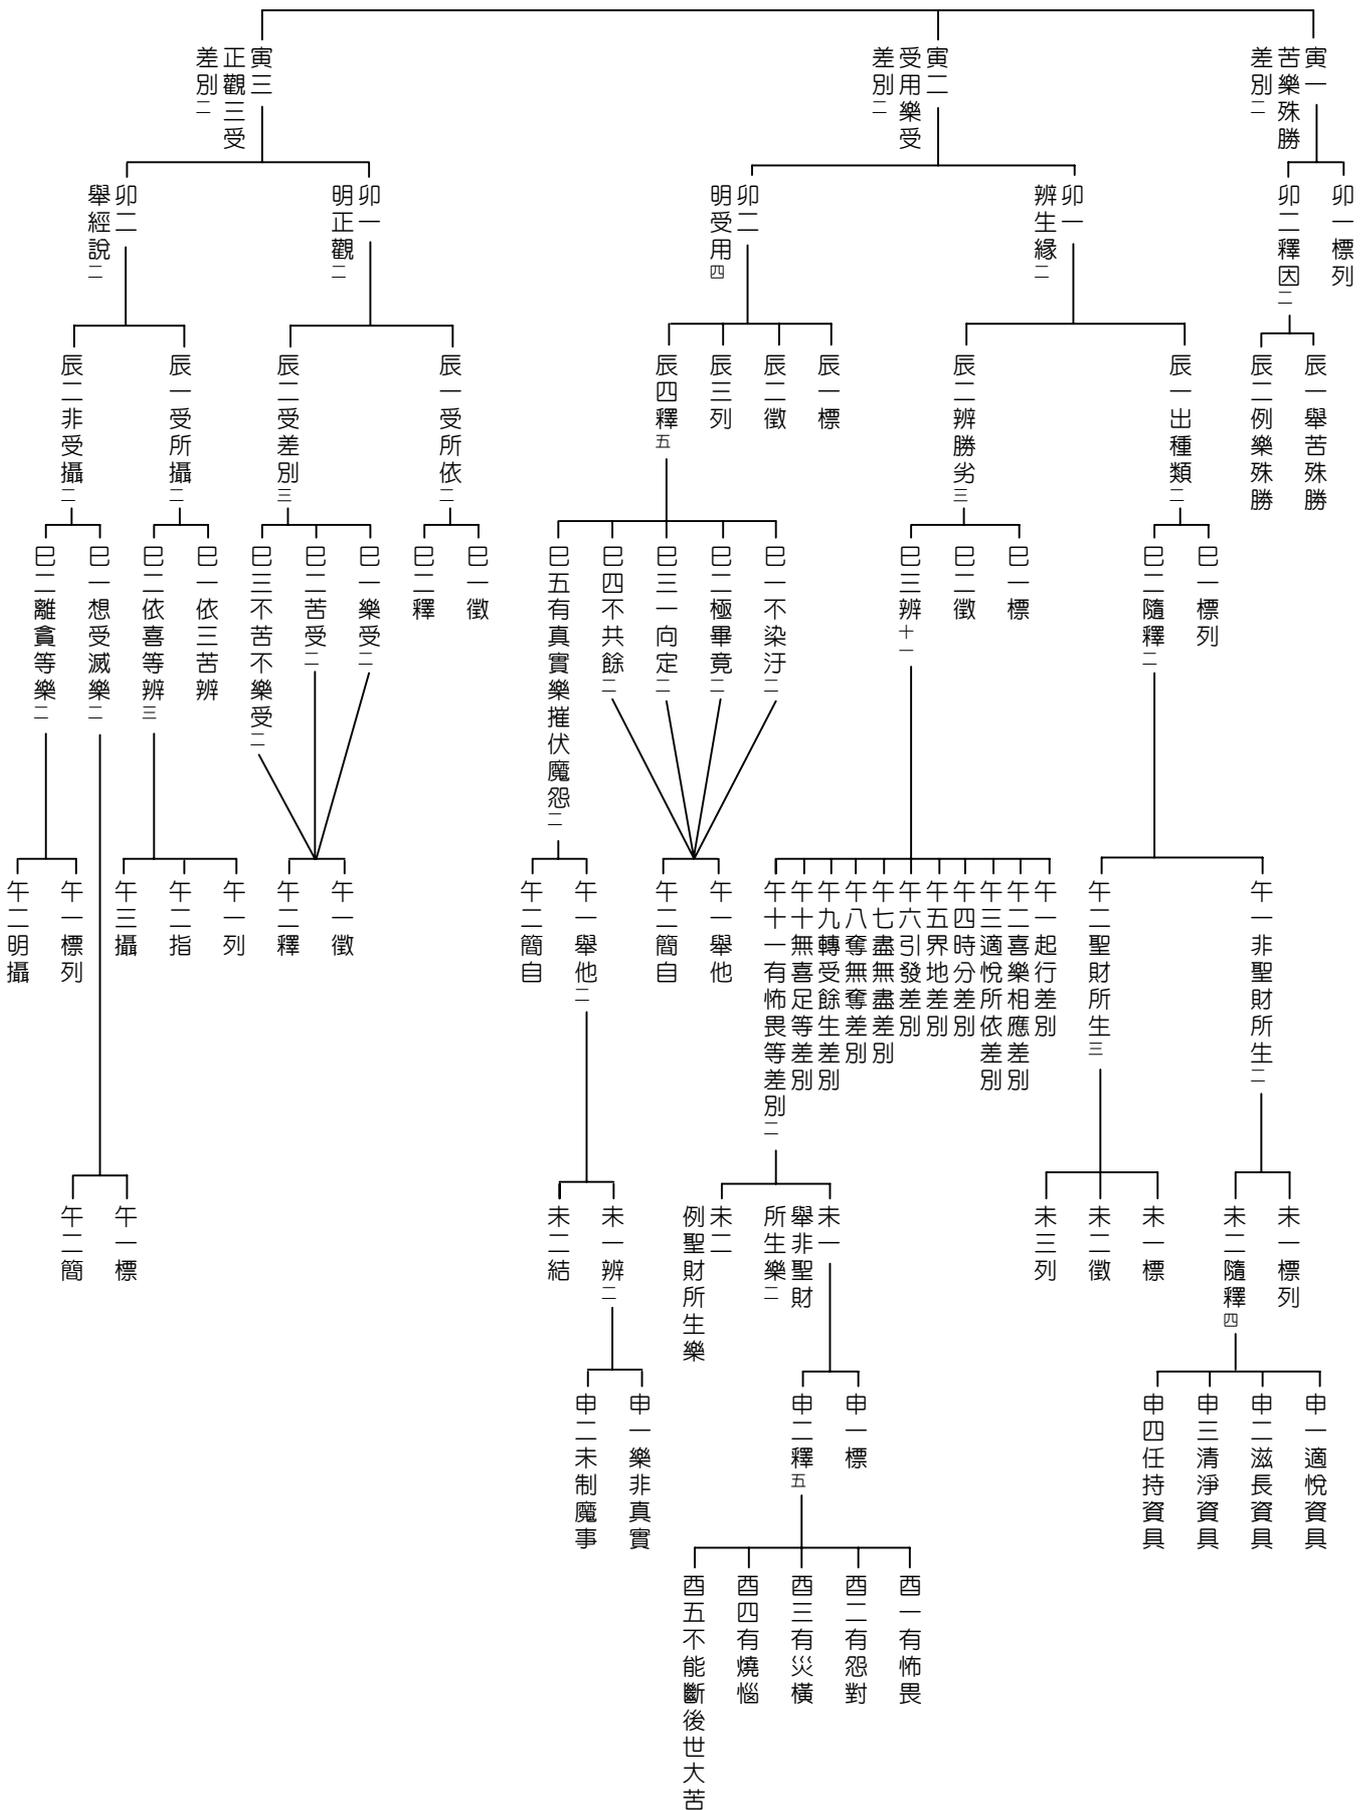 寅一
苦樂殊勝
差別二
卯一標列
卯二釋因二
辰一舉苦殊勝
辰二例樂殊勝
寅二
受用樂受
差別二
卯一
辨生緣二
辰一出種類二
巳一標列
巳二隨釋二
午一非聖財所生二
未一標列
未二隨釋四
申一適悅資具
申二滋長資具
申三清淨資具
申四任持資具
午二聖財所生三
未一標
未二徵
未三列
辰二辨勝劣三
巳一標
巳二徵
巳三辨十一
午一起行差別
午二喜樂相應差別
午三適悅所依差別
午四時分差別
午五界地差別
午六引發差別
午七盡無盡差別
午八奪無奪差別
午九轉受餘生差別
午十無喜足等差別
午十一有怖畏等差別二
未一
舉非聖財
所生樂二
申一標
申二釋五
酉一有怖畏
酉二有怨對
酉三有災橫
酉四有燒惱
酉五不能斷後世大苦
未二
例聖財所生樂
卯二
明受用四
辰一標
辰二徵
辰三列
辰四釋五
巳一不染汙二
巳二極畢竟二
巳三一向定二
巳四不共餘二
午一舉他
午二簡自
巳五有真實樂摧伏魔怨二
午一舉他二
未一辨二
申一樂非真實
申二未制魔事
未二結
午二簡自
寅三
正觀三受
差別二
卯一
明正觀二
辰一受所依二
巳一徵
巳二釋
辰二受差別三
巳一樂受二
巳二苦受二
巳三不苦不樂受二
午一徵
午二釋
卯二
舉經說二
辰一受所攝二
巳一依三苦辨
巳二依喜等辨三
午一列
午二指
午三攝
辰二非受攝二
巳一想受滅樂二
午一標
午二簡
巳二離貪等樂二
午一標列
午二明攝